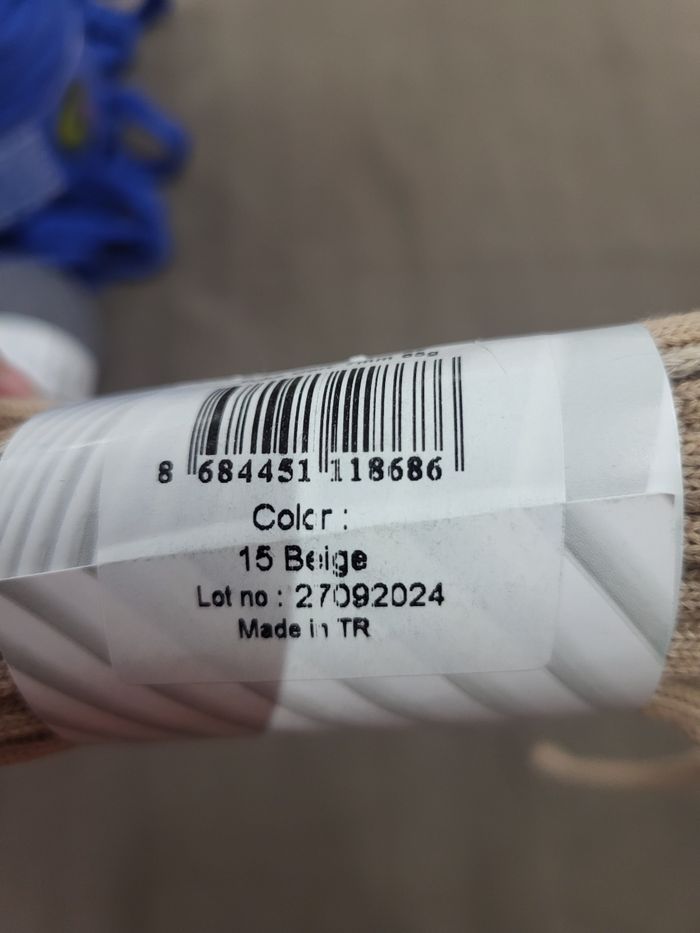 8 684451 118686
Color :
15 Beige
Lot no : 27092024
Made in TR